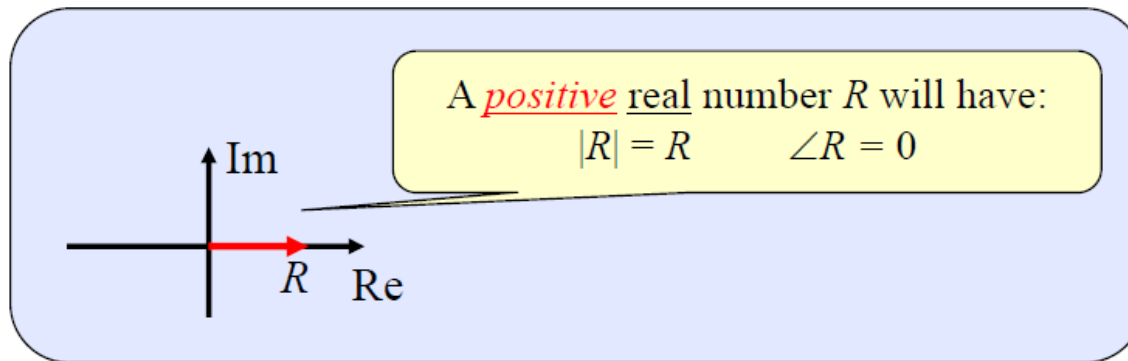 A positive real number R will have:
|R| = R ∠R = 0
Im
R
Re